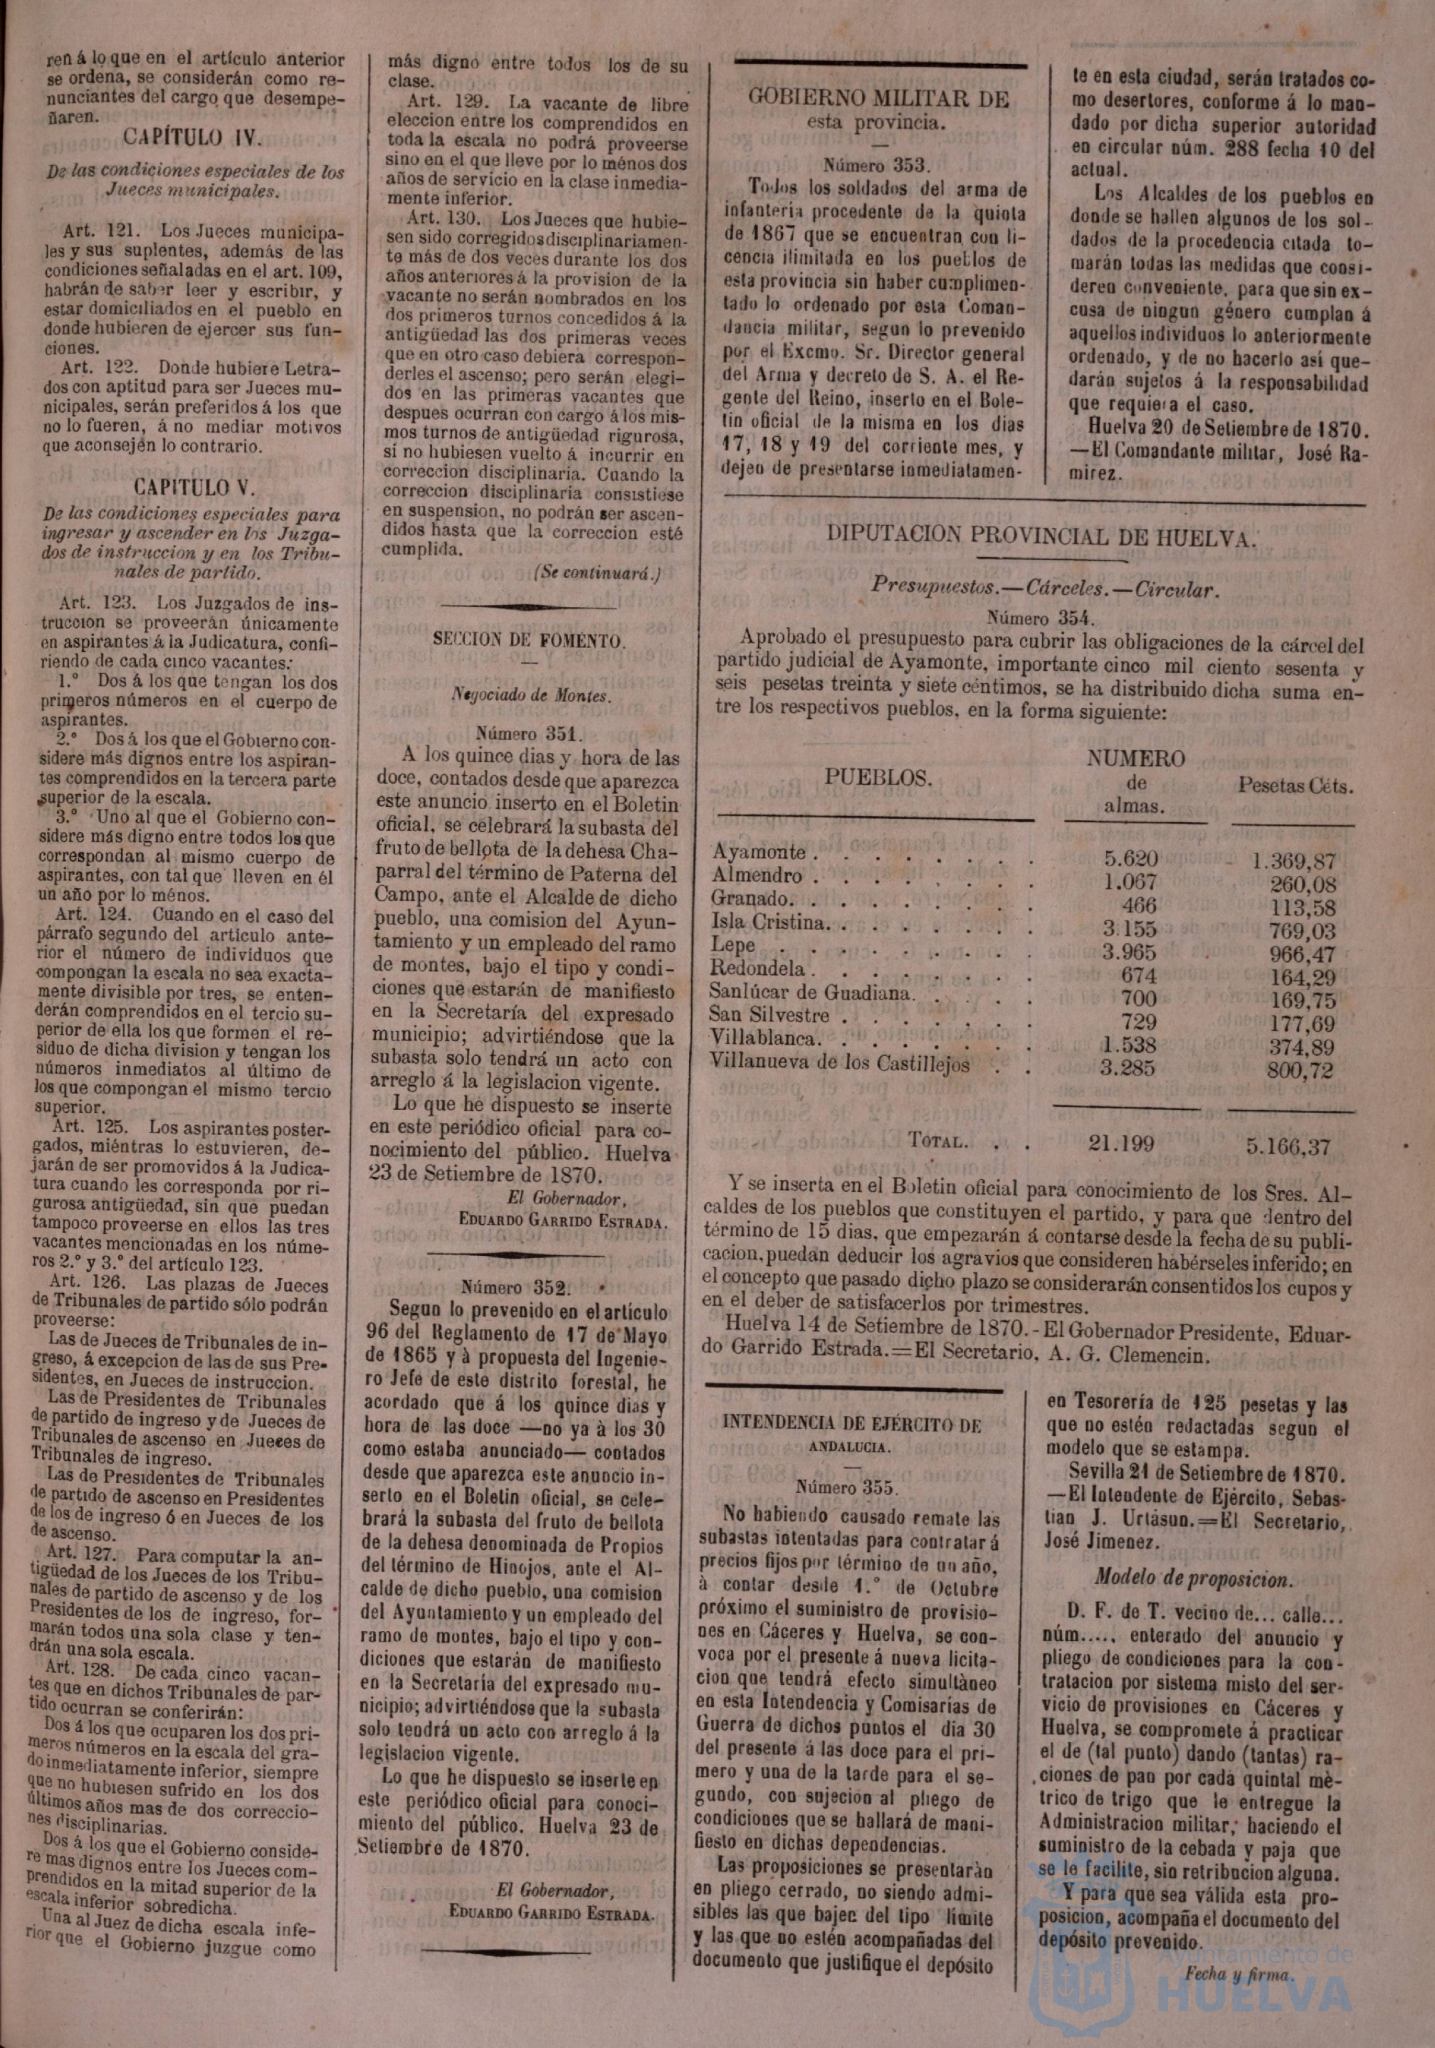 ren á lo que en el artículo anterior
se ordena, se considerán como re-
nunciantes del cargo que desempe-
ñaren.
CAPÍTULO IV.
De las condiciones especiales de los
Jueces municipales.
Art. 121. Los Jueces municipa-
les y sus suplentes, además de las
condiciones señaladas en el art. 109,
habrán de saber leer y escribir, y
estar domiciliados en el pueblo en
donde hubieren de ejercer sus fun-
ciones.
Art. 122. Donde hubiere Letra-
dos con aptitud para ser Jueces mu-
nicipales, serán preferidos á los que
no lo fueren, á no mediar motivos
que aconsejen lo contrario.
CAPITULO V.
De las condiciones especiales para
ingresar y ascender en los Juzga-
dos de instruccion y en los Tribu-
nales de partido.
Art. 123. Los Juzgados de ins-
truccion se proveerán únicamente
en aspirantes á la Judicatura, confi-
riendo de cada cinco vacantes:
1.º Dos á los que tengan los dos
primeros números en el cuerpo de
aspirantes.
2.º Dos á los que el Gobierno con-
sidere más dignos entre los aspiran-
tes comprendidos en la tercera parte
superior de la escala.
3.º Uno al que el Gobierno con-
sidere más digno entre todos los que
correspondan al mismo cuerpo de
aspirantes, con tal que lleven en él
un año por lo ménos.
Art. 124. Cuando en el caso del
párrafo segundo del articulo ante-
rior el número de individuos que
compongan la escala no sea exacta-
mente divisible por tres, se enten-
derán comprendidos en el tercio su-
perior de ella los que formen el re-
siduo de dicha division y tengan los
números inmediatos al último de
los que compongan el mismo tercio
superior.
Art. 125. Los aspirantes poster-
gados, miéntras lo estuvieren, de-
jarán de ser promovidos á la Judica-
tura cuando les corresponda por ri-
gurosa antigüedad, sin que puedan
tampoco proveerse en ellos las tres
vacantes mencionadas en los núme-
ros 2.º y 3.º del artículo 123.
Art. 126. Las plazas de Jueces
de Tribunales de partido sólo podrán
proveerse:
Las de Jueces de Tribunales de in-
greso, á excepcion de las de sus Pre-
sidentes, en Jueces de instruccion.
Las de Presidentes de Tribunales
de partido de ingreso y de Jueces de
Tribunales de ascenso en Jueces de
Tribunales de ingreso.
Las de Presidentes de Tribunales
de partido de ascenso en Presidentes
de los de ingreso ó en Jueces de los
de ascenso.
Art. 127. Para computar la an-
tigüedad de los Jueces de los Tribu-
nales de partido de ascenso y de los
Presidentes de los de ingreso, for-
marán todos una sola clase y ten-
drán una sola escala.
Art. 128. De cada cinco vacan-
tes que en dichos Tribunales de par-
tido ocurran se conferirán:
Dos á los que ocuparen los dos pri-
meros números en la escala del gra-
do inmediatamente inferior, siempre
que no hubiesen sufrido en los dos
últimos años mas de dos correccio-
nes disciplinarias.
Dos á los que el Gobierno conside-
re mas dignos entre los Jueces com-
prendidos en la mitad superior de la
escala inferior sobredicha.
Una al Juez de dicha escala infe-
rior que el Gobierno juzgue como
más digno entre todos los de su
clase.
Art. 129. La vacante de libre
eleccion entre los comprendidos en
toda la escala no podrá proveerse
sino en el que lleve por lo ménos dos
años de servicio en la clase inmedia-
mente inferior.
Art. 130. Los Jueces que hubie-
sen sido corregidos disciplinariamen-
te más de dos veces durante los dos
años anteriores á la provision de la
vacante no serán nombrados en los
dos primeros turnos concedidos á la
antigüedad las dos primeras veces
que en otro caso debiera correspon-
derles el ascenso; pero serán elegi-
dos en las primeras vacantes que
despues ocurran con cargo á los mis-
mos turnos de antigüedad rigurosa,
si no hubiesen vuelto á incurrir en
correccion disciplinaria. Cuando la
correccion disciplinaria consistiese
en suspension, no podrán ser ascen-
didos hasta que la correccion esté
cumplida.
(Se continuará.)
SECCION DE FOMENTO.
Negociado de Montes.
Número 351.
A los quince dias y hora de las
doce, contados desde que aparezca
este anuncio inserto en el Boletin
oficial, se celebrará la subasta del
fruto de bellota de la dehesa Cha-
parral del término de Paterna del
Campo, ante el Alcalde de dicho
pueblo, una comision del Ayun-
tamiento y un empleado del ramo
de montes, bajo el tipo y condi-
ciones que estarán de manifiesto
en la Secretaría del expresado
municipio; advirtiéndose que la
subasta solo tendrá un acto con
arreglo á la legislacion vigente.
Lo que he dispuesto se inserte
en este periódico oficial para co-
nocimiento del público. Huelva
23 de Setiembre de 1870.
El Gobernador,
EDUARDO GARRIDO ESTRADA.
Número 352.
Segun lo prevenido en el artículo
96 del Reglamento de 17 de Mayo
de 1865 y à propuesta del Ingenie-
ro Jefe de este distrito forestal, he
acordado que á los quince dias y
hora de las doce —no ya à los 30
como estaba anunciado— contados
desde que aparezca este anuncio in-
serto en el Boletin oficial, se cele-
brará la subasta del fruto de bellota
de la dehesa denominada de Propios
del término de Hinojos, ante el Al-
calde de dicho pueblo, una comision
del Ayuntamiento y un empleado del
ramo de montes, bajo el tipo y con-
diciones que estarán de manifiesto
en la Secretaría del expresado mu-
nicipio; advirtiéndose que la subasta
solo tendrá un acto con arreglo á la
legislacion vigente.
Lo que he dispuesto se inserte en
este periódico oficial para conoci-
miento del público. Huelva 23 de
Setiembre de 1870.
El Gobernador,
EDUARDO GARRIDO ESTRADA.
GOBIERNO MILITAR DE
esta provincia.
Número 353.
Todos los soldados del arma de
infanteria procedente de la quinta
de 1867 que se encuentran con li-
cencia ilimitada en los pueblos de
esta provincia sin haber cumplimen-
tado lo ordenado por esta Coman-
dancia militar, segun lo prevenido
por el Excmo. Sr. Director general
del Arma y decreto de S. A. el Re-
gente del Reino, inserto en el Bole-
tin oficial de la misma en los dias
17, 18 y 19 del corriente mes, y
dejen de presentarse inmediatamen-
te en esta ciudad, serán tratados co-
mo desertores, conforme á lo man-
dado por dicha superior autoridad
en circular núm. 288 fecha 10 del
actual.
Los Alcaldes de los pueblos en
donde se hallen algunos de los sol-
dados de la procedencia citada to-
marán todas las medidas que consi-
deren conveniente, para que sin ex-
cusa de ningun género cumplan á
aquellos individuos lo anteriormente
ordenado, y de no hacerlo así que-
darán sujetos á la responsabilidad
que requiera el caso.
Huelva 20 de Setiembre de 1870.
—El Comandante militar, José Ra-
mirez.
DIPUTACION PROVINCIAL DE HUELVA.
Presupuestos.—Cárceles.—Circular.
Número 354.
Aprobado el presupuesto para cubrir las obligaciones de la cárcel del
partido judicial de Ayamonte, importante cinco mil ciento sesenta y
seis pesetas treinta y siete céntimos, se ha distribuido dicha suma en-
tre los respectivos pueblos, en la forma siguiente:
PUEBLOS. NUMERO de almas. Pesetas Céts.
Ayamonte . . . . . . . 5.620 1.369,87
Almendro . . . . . . . 1.067 260,08
Granado. . . . . . . . 466 113,58
Isla Cristina. . . . . . . 3.155 769,03
Lepe . . . . . . . 3.965 966,47
Redondela . . . . . . . 674 164,29
Sanlúcar de Guadiana. . . . . 700 169,75
San Silvestre . . . . . . . 729 177,69
Villablanca. . . . . . . 1.538 374,89
Villanueva de los Castillejos . . 3.285 800,72
TOTAL. . . 21.199 5.166,37
Y se inserta en el Boletin oficial para conocimiento de los Sres. Al-
caldes de los pueblos que constituyen el partido, y para que dentro del
término de 15 dias, que empezarán á contarse desde la fecha de su publi-
cacion, puedan deducir los agravios que consideren habérseles inferido; en
el concepto que pasado dicho plazo se considerarán consentidos los cupos y
en el deber de satisfacerlos por trimestres.
Huelva 14 de Setiembre de 1870.-El Gobernador Presidente, Eduar-
do Garrido Estrada.=El Secretario, A. G. Clemencin.
INTENDENCIA DE EJÉRCITO DE
ANDALUCIA.
Número 355.
No habiendo causado remate las
subastas intentadas para contratar á
precios fijos por término de un año,
à contar desde 1.º de Octubre
próximo el suministro de provisio-
nes en Cáceres y Huelva, se con-
voca por el presente á nueva licita-
cion que tendrá efecto simultàneo
en esta Intendencia y Comisarías de
Guerra de dichos puntos el dia 30
del presente á las doce para el pri-
mero y una de la tarde para el se-
gundo, con sujecion al pliego de
condiciones que se hallará de mani-
fiesto en dichas dependencias.
Las proposiciones se presentaràn
en pliego cerrado, no siendo admi-
sibles las que bajen del tipo límite
y las que no estén acompañadas del
documento que justifique el depósito
en Tesorería de 125 pesetas y las
que no estén redactadas segun el
modelo que se estampa.
Sevilla 21 de Setiembre de 1870.
—El Intendente de Ejército, Sebas-
tian J. Urtasun.=El Secretario,
José Jimenez.
Modelo de proposicion.
D. F. de T. vecino de... calle...
núm..... enterado del anuncio y
pliego de condiciones para la con-
tratacion por sistema misto del ser-
vicio de provisiones en Cáceres y
Huelva, se compromete á practicar
el de (tal punto) dando (tantas) ra-
ciones de pan por cada quintal mè-
trico de trigo que le entregue la
Administracion militar, haciendo el
suministro de la cebada y paja que
se le facilite, sin retribucion alguna.
Y para que sea válida esta pro-
posicion, acompaña el documento del
depósito prevenido.
Fecha y firma.
Ayuntamiento de
HUELVA